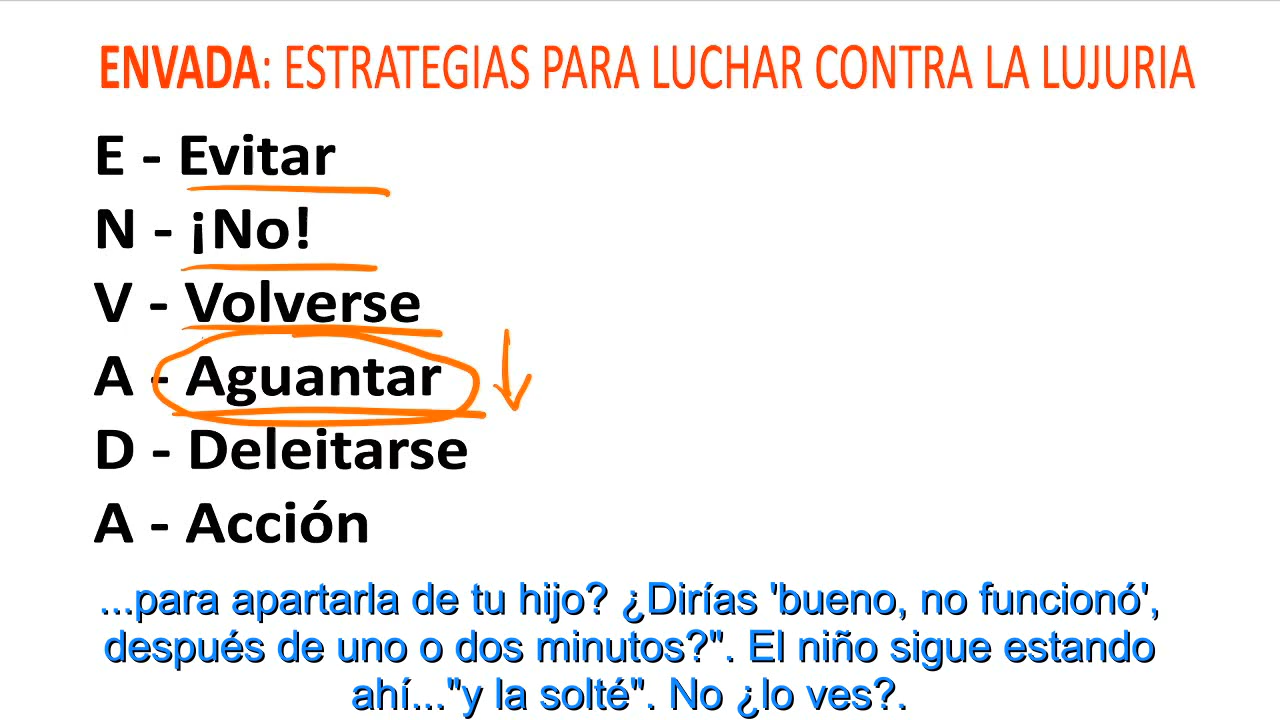 ENVADA: ESTRATEGIAS PARA LUCHAR CONTRA LA LUJURIA
E - Evitar
N - ¡No!
V - Volverse
A - Aguantar
D - Deleitarse
A - Acción
...para apartarla de tu hijo? ¿Dirías 'bueno, no funcionó',
después de uno o dos minutos?". El niño sigue estando
ahí..."y la solté". No ¿lo ves?.